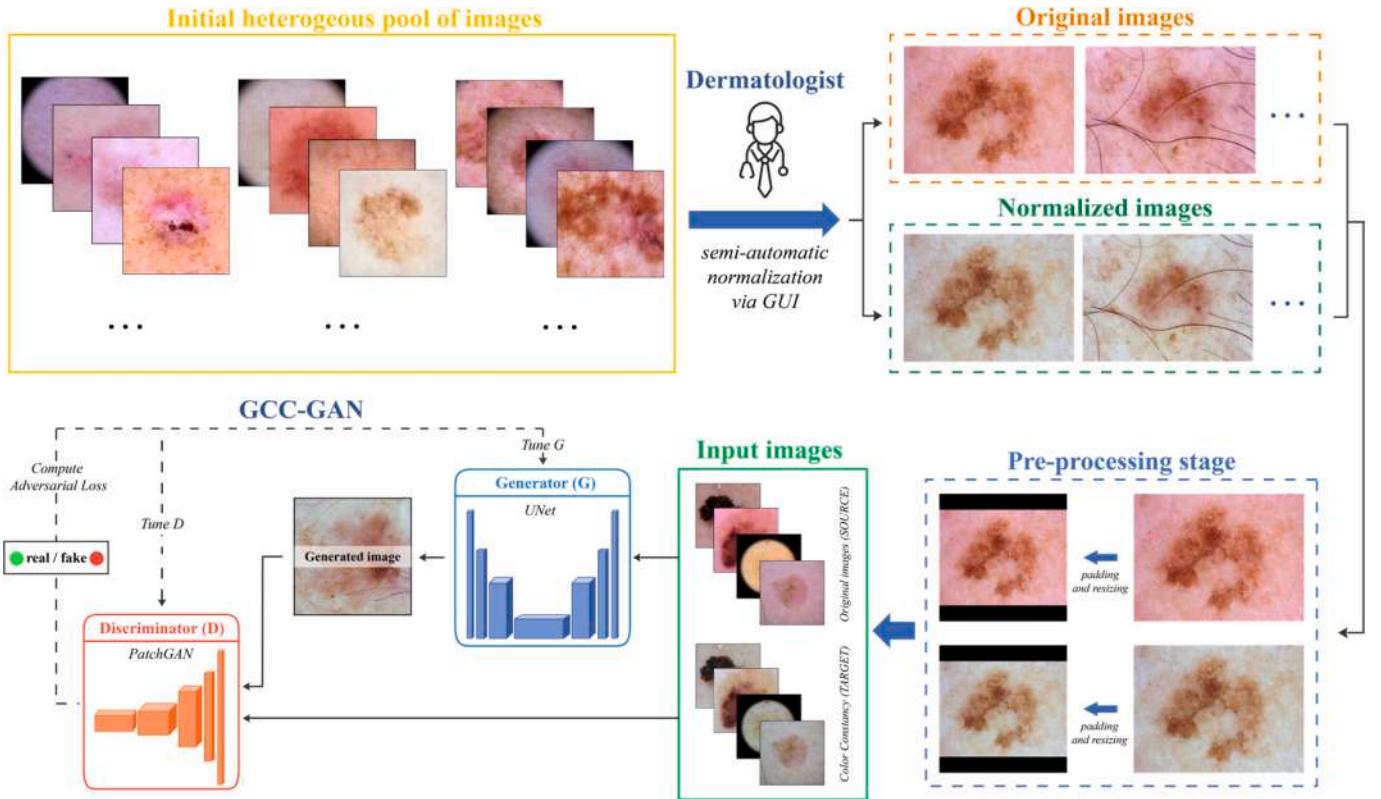 Initial heterogeous pool of images
Original images
Dermatologist
semi-automatic
normalization
via GUI
Normalized images
...
...
...
...
...
GCC-GAN
Compute
Adversarial Loss
Tune D
Tune G
real / fake
Discriminator (D)
PatchGAN
Generated image
Generator (G)
UNet
Input images
Original images (SOURCE)
Color Constancy (TARGET)
Pre-processing stage
padding
and resizing
padding
and resizing